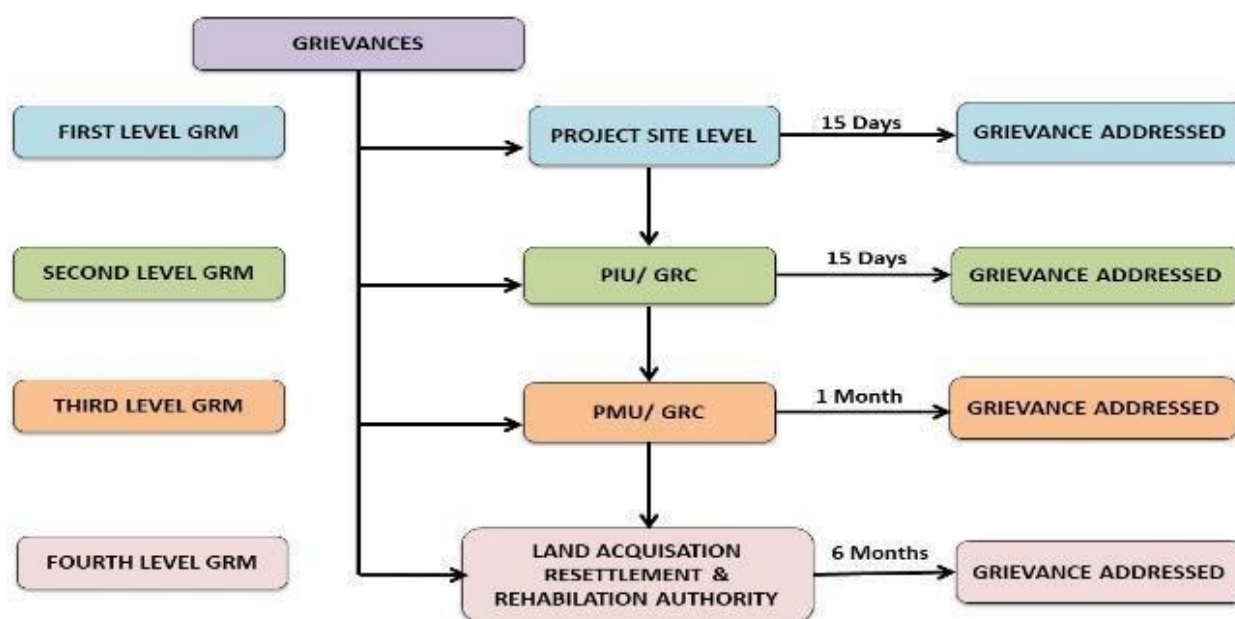 GRIEVANCES
FIRST LEVEL GRM
PROJECT SITE LEVEL
15 Days
GRIEVANCE ADDRESSED
SECOND LEVEL GRM
PIU/ GRC
15 Days
GRIEVANCE ADDRESSED
THIRD LEVEL GRM
PMU/ GRC
1 Month
GRIEVANCE ADDRESSED
FOURTH LEVEL GRM
LAND ACQUISATION
RESETTLEMENT &
REHABILATION AUTHORITY
6 Months
GRIEVANCE ADDRESSED